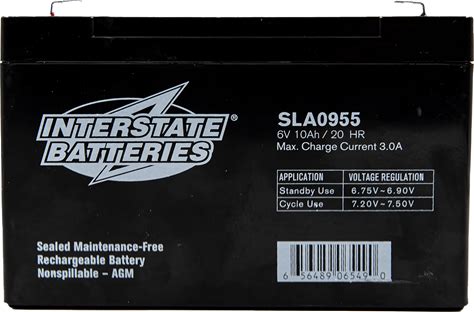 INTERSTATE
BATTERIES
®
SLA0955
6V 10Ah / 20 HR
Max. Charge Current 3.0A
APPLICATION VOLTAGE REGULATION
Standby Use 6.75V~6.90V
Cycle Use 7.20V~7.50V
Sealed Maintenance-Free
Rechargeable Battery
Nonspillable – AGM
6 56489 06549 0